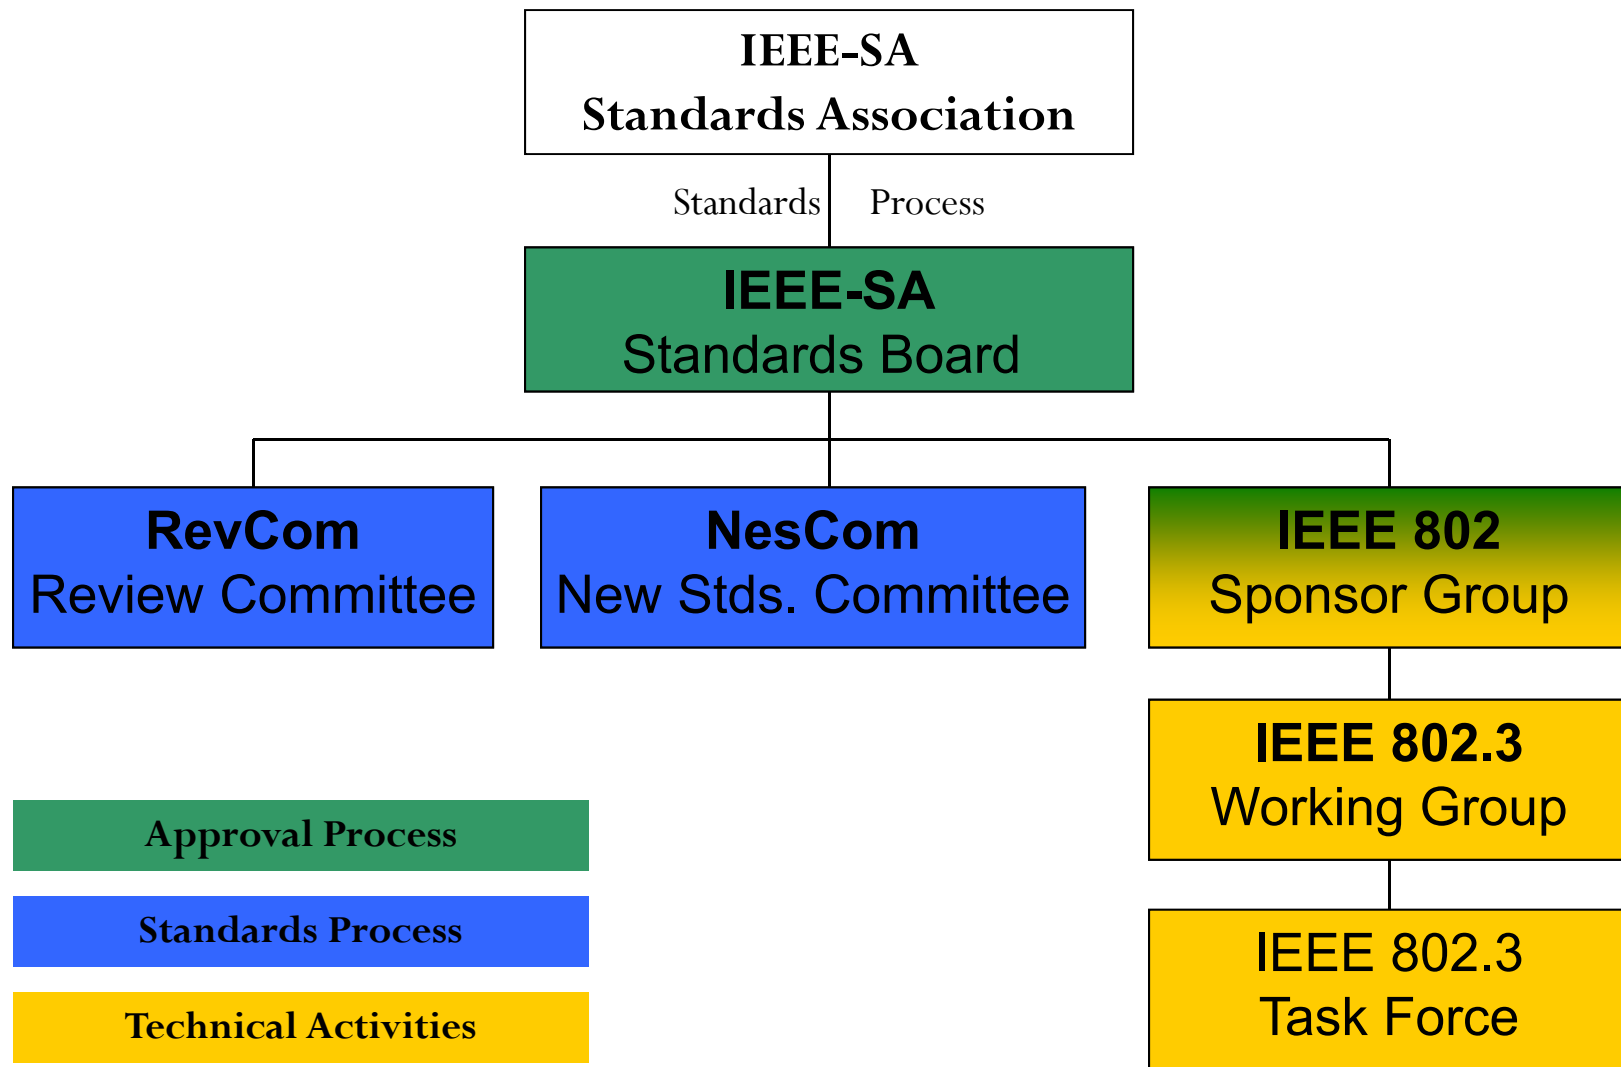 IEEE-SA
Standards Association
Standards Process
IEEE-SA
Standards Board
RevCom
Review Committee
NesCom
New Stds. Committee
IEEE 802
Sponsor Group
IEEE 802.3
Working Group
IEEE 802.3
Task Force
Approval Process
Standards Process
Technical Activities